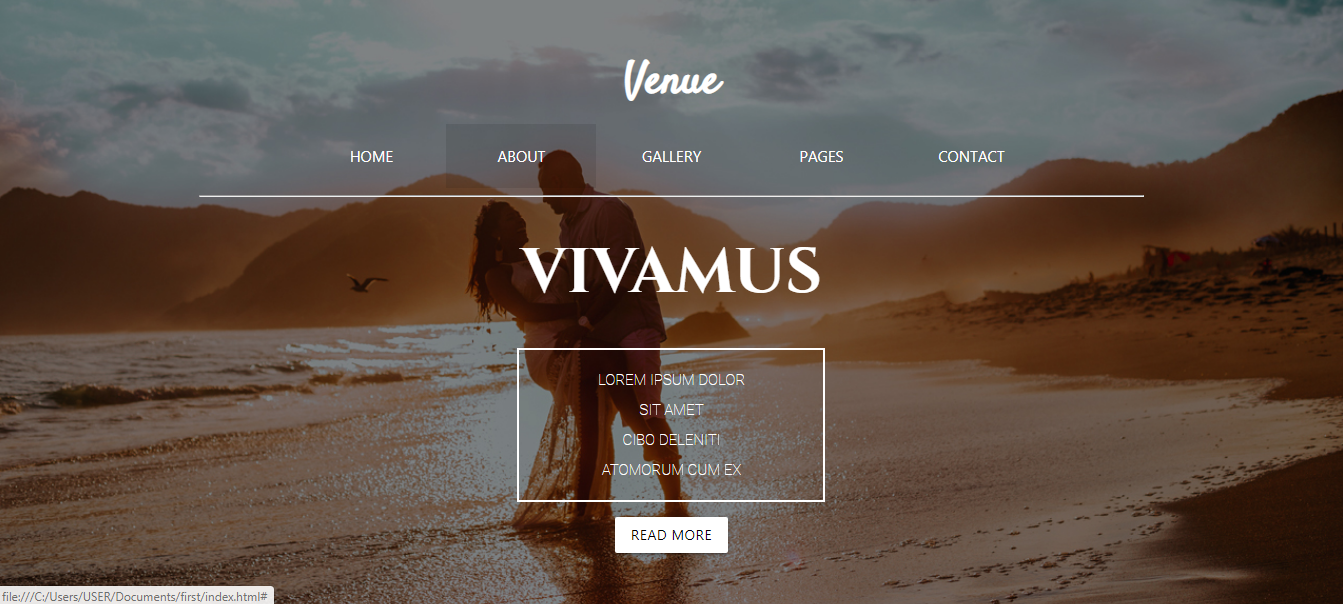 Venue
HOME ABOUT GALLERY PAGES CONTACT
VIVAMUS
LOREM IPSUM DOLOR
SIT AMET
CIBO DELENITI
ATOMORUM CUM EX
READ MORE
file:///C:/Users/USER/Documents/first/index.html#